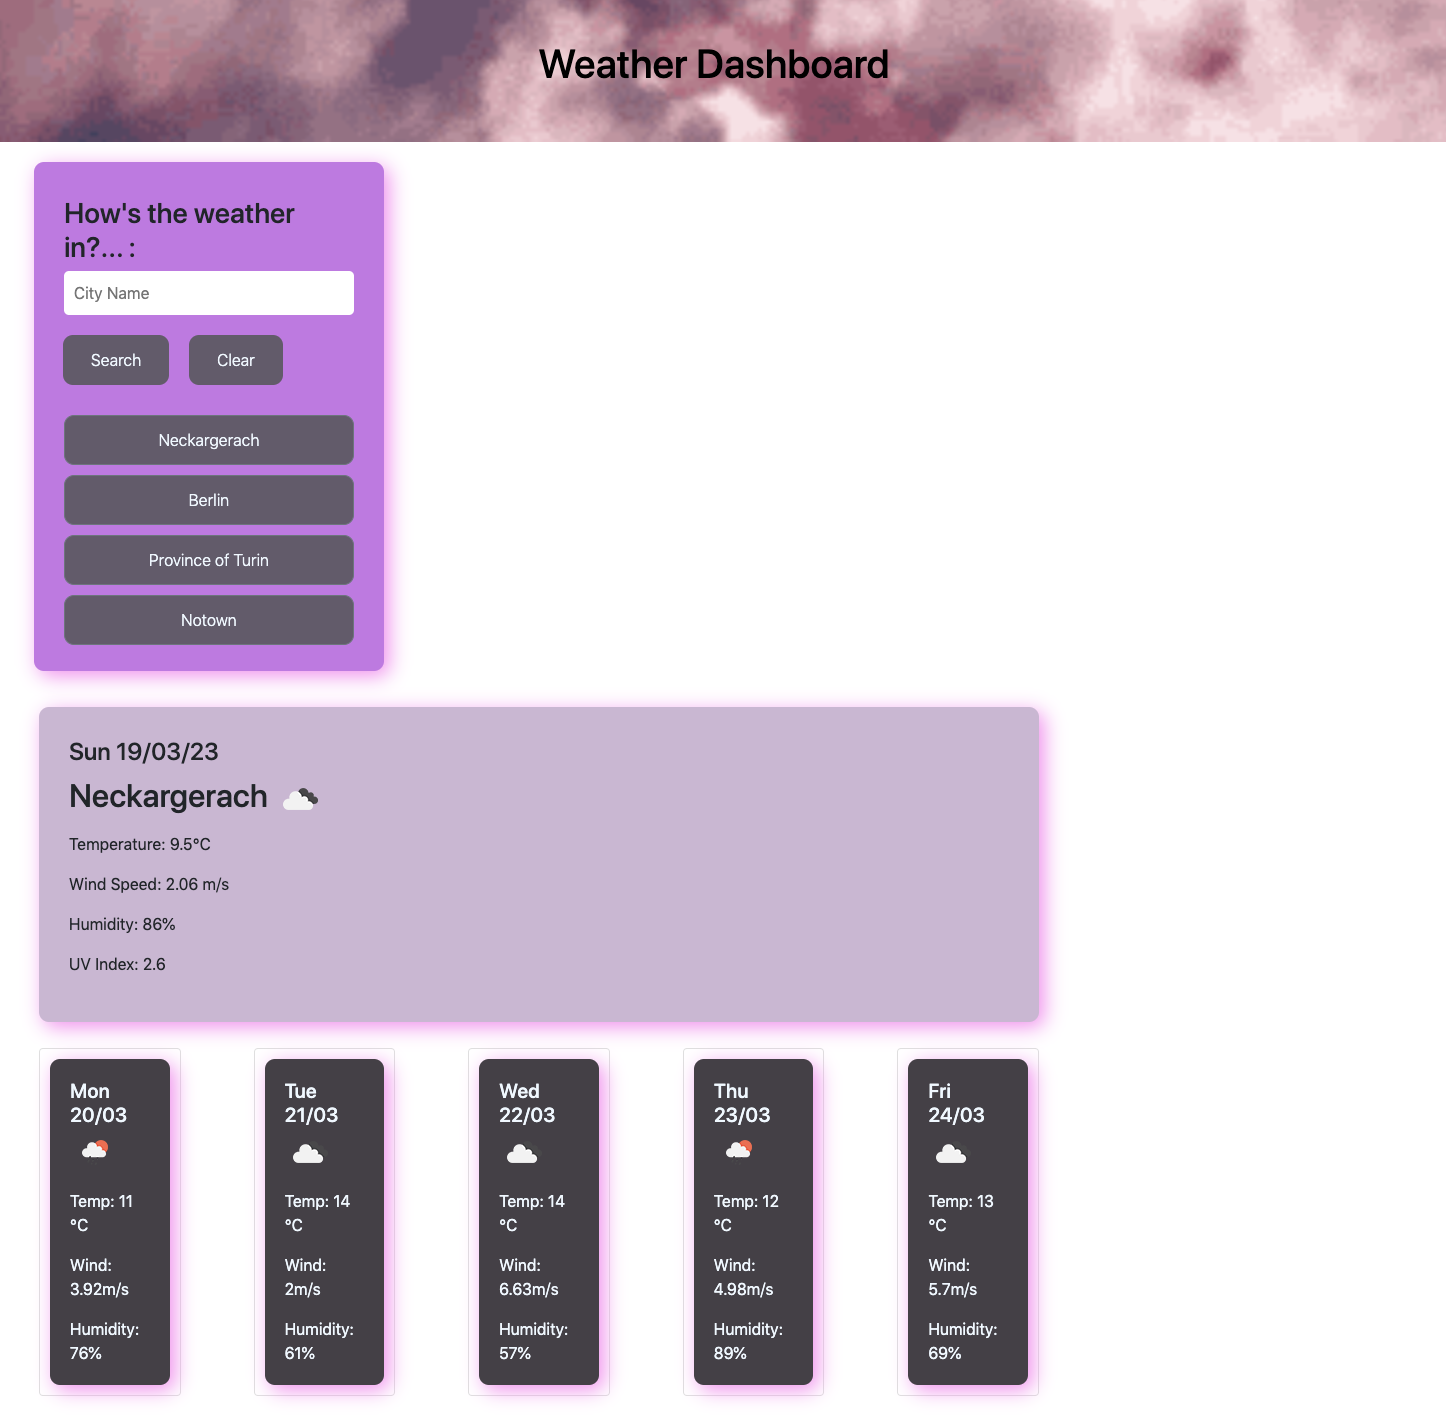 Weather Dashboard
How's the weather
in?... :
City Name
Search
Clear
Neckargerach
Berlin
Province of Turin
Notown
Sun 19/03/23
Neckargerach
Temperature: 9.5°C
Wind Speed: 2.06 m/s
Humidity: 86%
UV Index: 2.6
Mon
20/03
Temp: 11
°C
Wind:
3.92m/s
Humidity:
76%
Tue
21/03
Temp: 14
°C
Wind:
2m/s
Humidity:
61%
Wed
22/03
Temp: 14
°C
Wind:
6.63m/s
Humidity:
57%
Thu
23/03
Temp: 12
°C
Wind:
4.98m/s
Humidity:
89%
Fri
24/03
Temp: 13
°C
Wind:
5.7m/s
Humidity:
69%